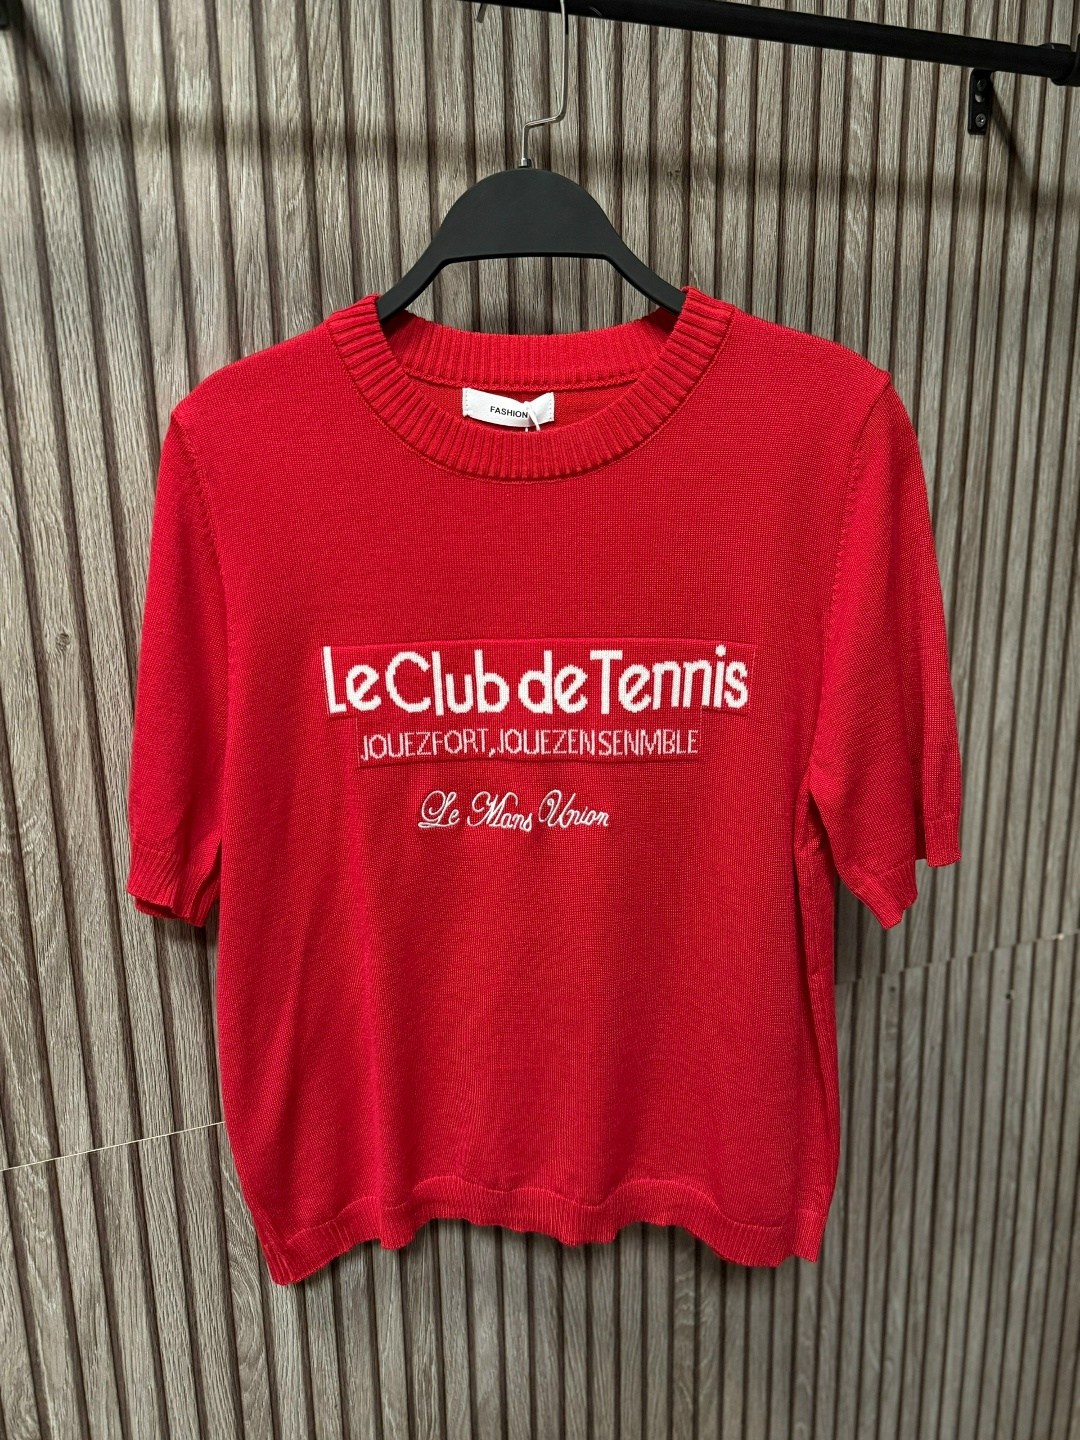 FASHION
Le Club de Tennis
JOUEZFORT,JOUEZENSENMBLE
Le Mans Union